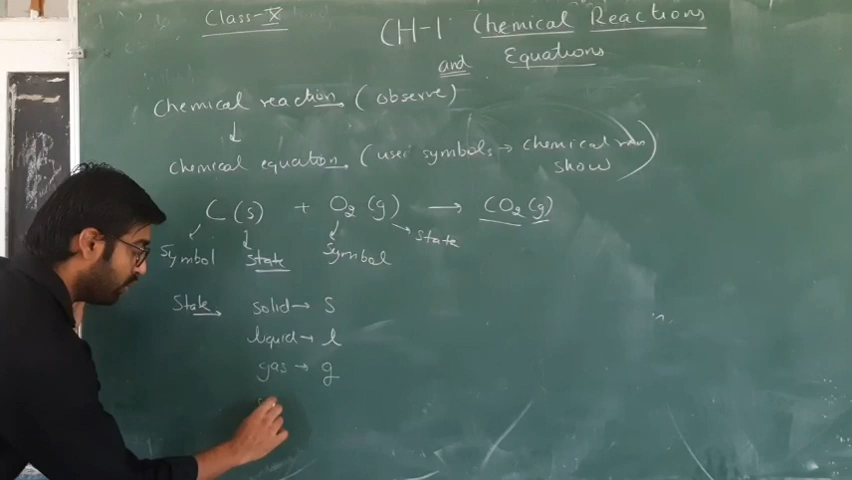 Class-X
CH-1 Chemical Reactions
and Equations
Chemical reaction (observe)
↓
chemical equation (uses symbols → chemical rxn
show)
C (s) + O₂ (g) → CO₂ (g)
Symbol state Symbol state
State solid → s
liquid → l
gas → g